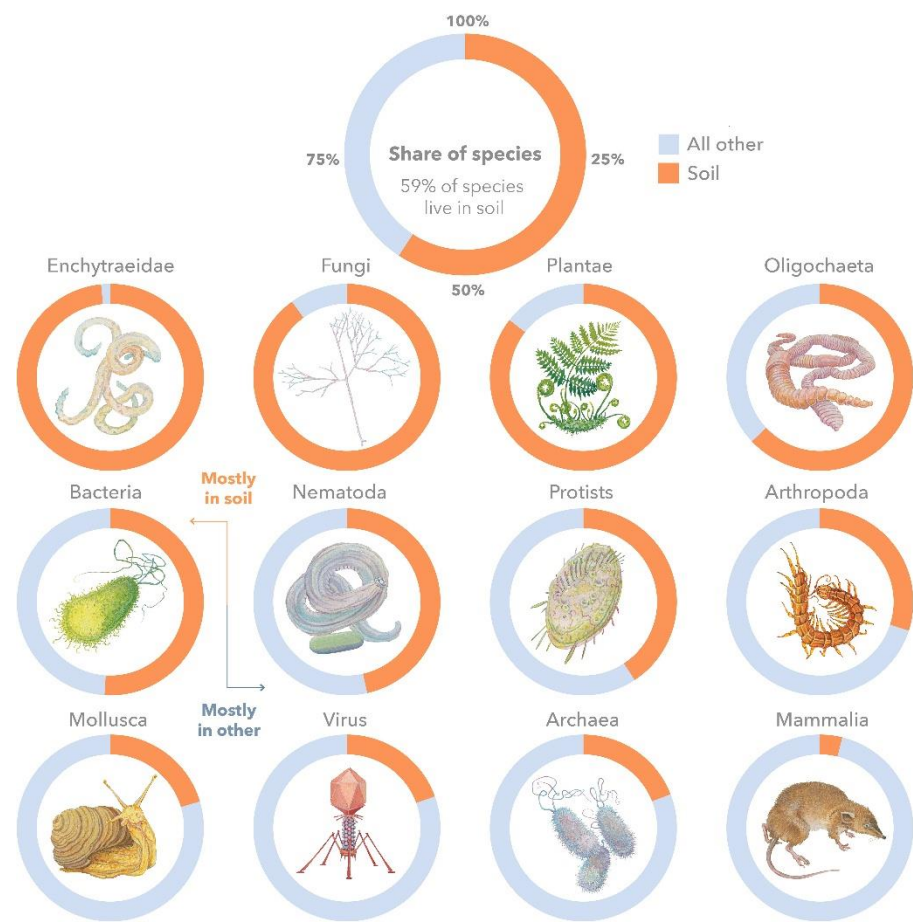 100%
75%
Share of species
59% of species
live in soil
25%
50%
All other
Soil
Enchytraeidae
Fungi
Plantae
Oligochaeta
Mostly
in soil
Bacteria
Nematoda
Protists
Arthropoda
Mostly
in other
Mollusca
Virus
Archaea
Mammalia